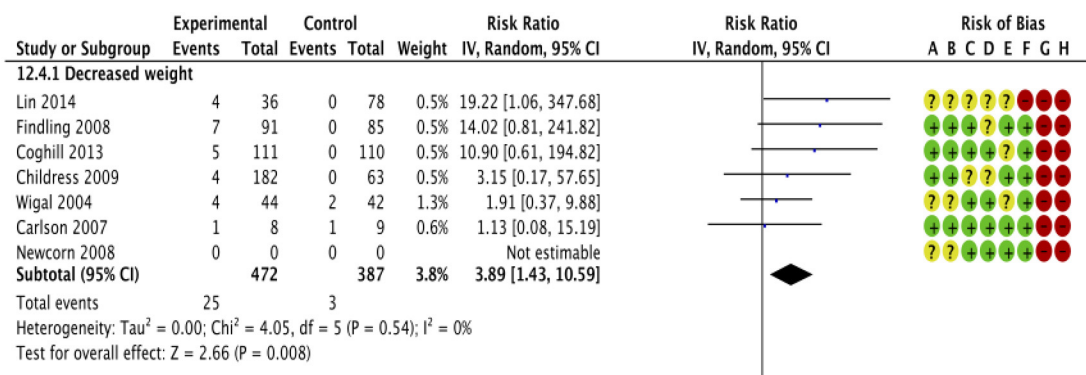 Experimental Control Risk Ratio Risk Ratio Risk of Bias
Study or Subgroup Events Total Events Total Weight IV, Random, 95% CI IV, Random, 95% CI A B C D E F G H
12.4.1 Decreased weight
Lin 2014 4 36 0 78 0.5% 19.22 [1.06, 347.68] ? ? ? ? ? - - -
Findling 2008 7 91 0 85 0.5% 14.02 [0.81, 241.82] + + + ? + + - -
Coghill 2013 5 111 0 110 0.5% 10.90 [0.61, 194.82] + + + + ? + - -
Childress 2009 4 182 0 63 0.5% 3.15 [0.17, 57.65] + + ? ? + + - -
Wigal 2004 4 44 2 42 1.3% 1.91 [0.37, 9.88] ? ? + + ? + - -
Carlson 2007 1 8 1 9 0.6% 1.13 [0.08, 15.19] + + + + + + - -
Newcorn 2008 0 0 0 0 Not estimable ? ? + + + + - -
Subtotal (95% CI) 472 387 3.8% 3.89 [1.43, 10.59]
Total events 25 3
Heterogeneity: Tau² = 0.00; Chi² = 4.05, df = 5 (P = 0.54); I² = 0%
Test for overall effect: Z = 2.66 (P = 0.008)